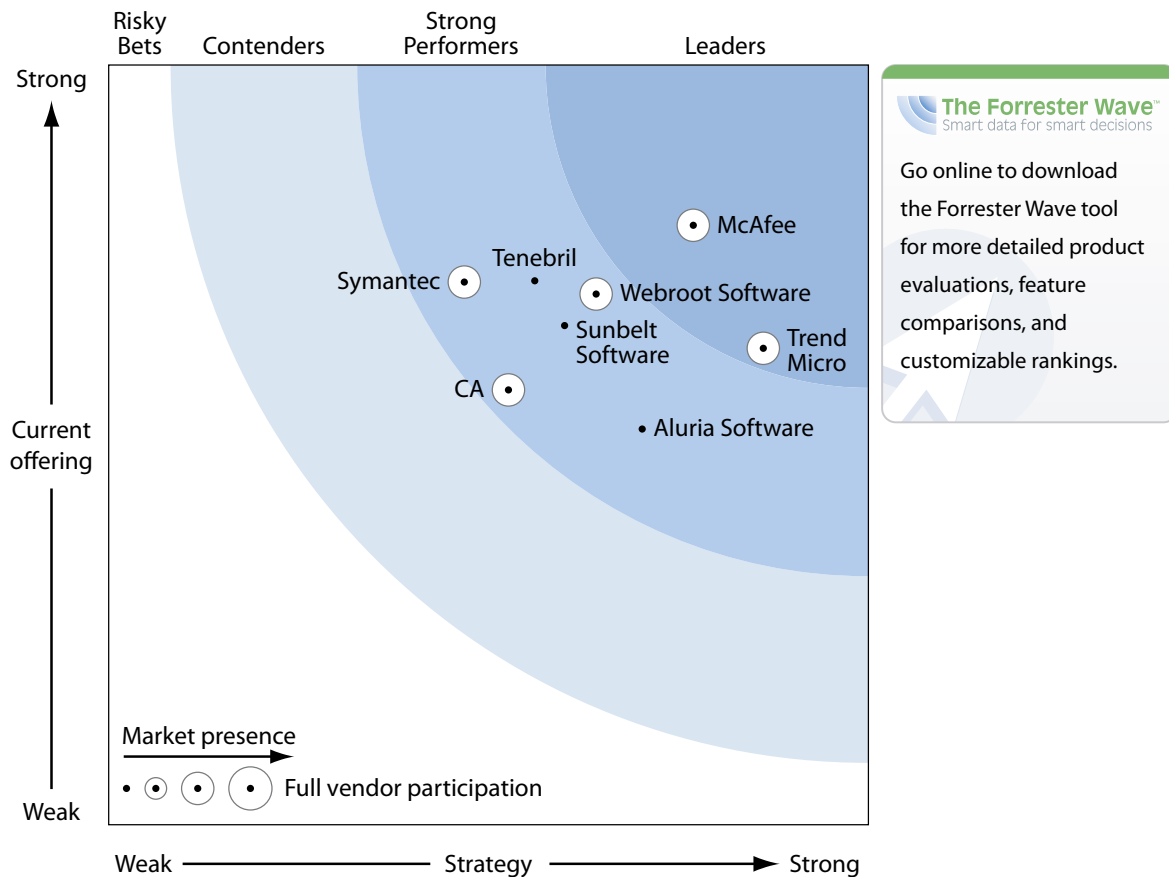 Risky
Bets
Contenders
Strong
Performers
Leaders
Strong
The Forrester Wave™
Smart data for smart decisions
Go online to download
the Forrester Wave tool
for more detailed product
evaluations, feature
comparisons, and
customizable rankings.
McAfee
Tenebril
Symantec
Webroot Software
Sunbelt
Software
Trend
Micro
CA
Aluria Software
Current
offering
Market presence
Full vendor participation
Weak
Weak
Strategy
Strong